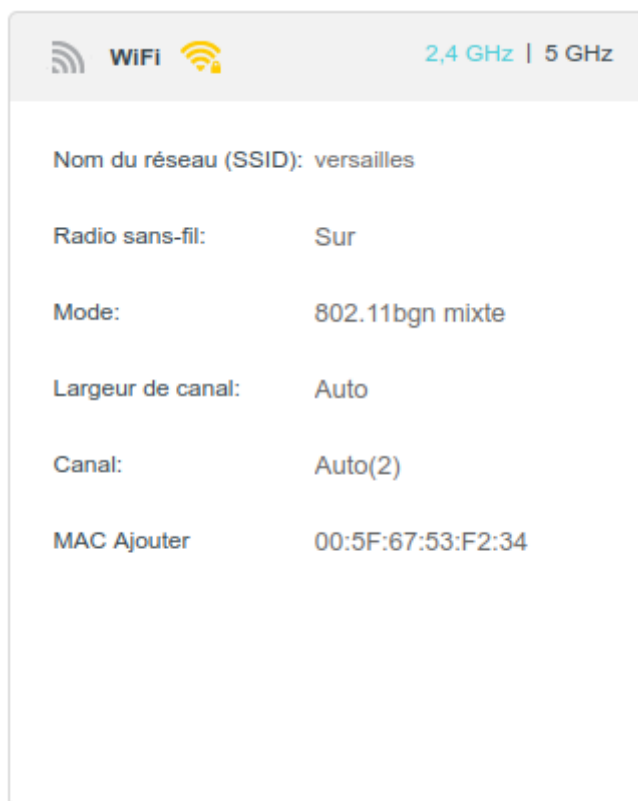 WiFi 2,4 GHz | 5 GHz
Nom du réseau (SSID): versailles
Radio sans-fil: Sur
Mode: 802.11bgn mixte
Largeur de canal: Auto
Canal: Auto(2)
MAC Ajouter 00:5F:67:53:F2:34